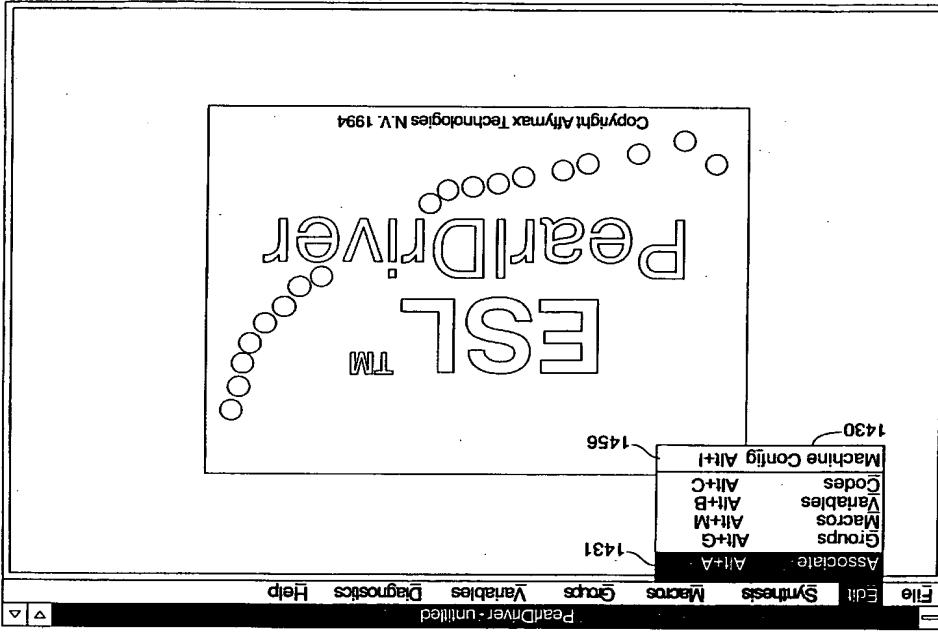 PearlDriver - untitled
File Edit Synthesis Macros Groups Variables Diagnostics Help
Associate Alt+A
Groups Alt+G
Macros Alt+M
Variables Alt+B
Codes Alt+C
Machine Config Alt+I
1431
1430
1456
ESL TM
PearlDriver
Copyright Affymax Technologies N.V. 1994